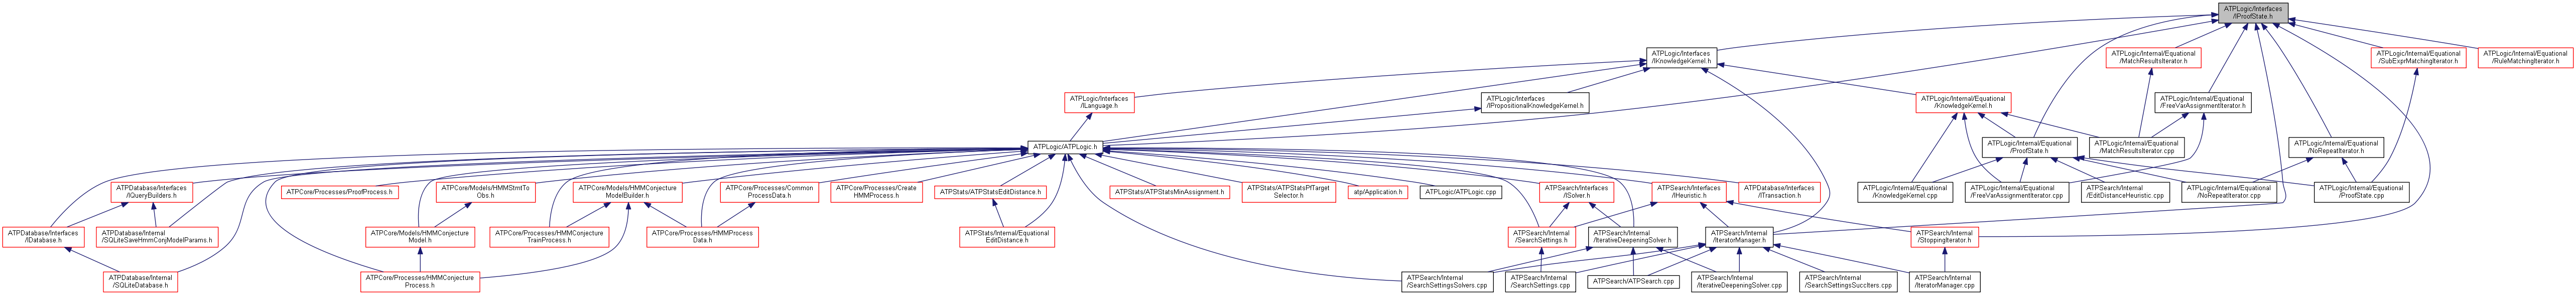 ATPLogic/Interfaces
/IProofState.h
ATPLogic/Interfaces
/IKnowledgeKernel.h
ATPLogic/Internal/Equational
/MatchResultsIterator.h
ATPLogic/Internal/Equational
/SubExprMatchingIterator.h
ATPLogic/Internal/Equational
/RuleMatchingIterator.h
ATPLogic/Interfaces
/ILanguage.h
ATPLogic/Interfaces
/IPropositionalKnowledgeKernel.h
ATPLogic/Internal/Equational
/KnowledgeKernel.h
ATPLogic/Internal/Equational
/FreeVarAssignmentIterator.h
ATPLogic/ATPLogic.h
ATPLogic/Internal/Equational
/ProofState.h
ATPLogic/Internal/Equational
/MatchResultsIterator.cpp
ATPLogic/Internal/Equational
/NoRepeatIterator.h
ATPDatabase/Interfaces
/IQueryBuilders.h
ATPCore/Processes/ProofProcess.h
ATPCore/Models/HMMStmtTo
Obs.h
ATPCore/Models/HMMConjecture
ModelBuilder.h
ATPCore/Processes/Common
ProcessData.h
ATPCore/Processes/Create
HMMProcess.h
ATPStats/ATPStatsEditDistance.h
ATPStats/ATPStatsMinAssignment.h
ATPStats/ATPStatsPfTarget
Selector.h
atp/Application.h
ATPLogic/ATPLogic.cpp
ATPSearch/Interfaces
/ISolver.h
ATPSearch/Interfaces
/IHeuristic.h
ATPDatabase/Interfaces
/ITransaction.h
ATPLogic/Internal/Equational
/KnowledgeKernel.cpp
ATPLogic/Internal/Equational
/FreeVarAssignmentIterator.cpp
ATPSearch/Internal
/EditDistanceHeuristic.cpp
ATPLogic/Internal/Equational
/NoRepeatIterator.cpp
ATPLogic/Internal/Equational
/ProofState.cpp
ATPDatabase/Interfaces
/IDatabase.h
ATPDatabase/Internal
/SQLiteSaveHmmConjModelParams.h
ATPCore/Models/HMMConjecture
Model.h
ATPCore/Processes/HMMConjecture
TrainProcess.h
ATPCore/Processes/HMMProcess
Data.h
ATPStats/Internal/Equational
EditDistance.h
ATPSearch/Internal
/SearchSettings.h
ATPSearch/Internal
/IterativeDeepeningSolver.h
ATPSearch/Internal
/IteratorManager.h
ATPSearch/Internal
/StoppingIterator.h
ATPDatabase/Internal
/SQLiteDatabase.h
ATPCore/Processes/HMMConjecture
Process.h
ATPSearch/Internal
/SearchSettingsSolvers.cpp
ATPSearch/Internal
/SearchSettings.cpp
ATPSearch/ATPSearch.cpp
ATPSearch/Internal
/IterativeDeepeningSolver.cpp
ATPSearch/Internal
/SearchSettingsSuccIters.cpp
ATPSearch/Internal
/IteratorManager.cpp